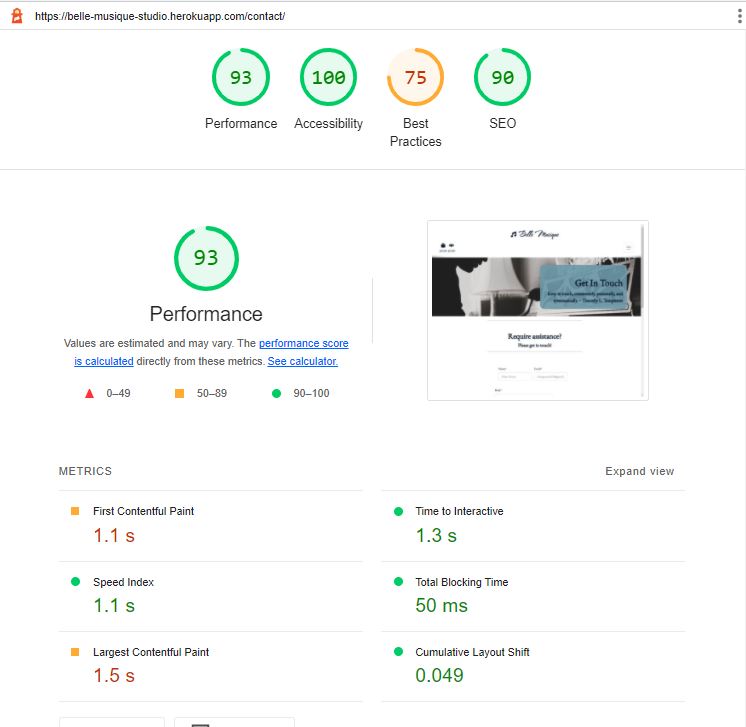 https://belle-musique-studio.herokuapp.com/contact/
93
100
75
90
Performance
Accessibility
Best
Practices
SEO
93
Performance
Values are estimated and may vary. The performance score
is calculated directly from these metrics. See calculator.
0–49
50–89
90–100
Belle Musique
Get In Touch
Require assistance?
Please get in touch!
METRICS
Expand view
First Contentful Paint
1.1 s
Time to Interactive
1.3 s
Speed Index
1.1 s
Total Blocking Time
50 ms
Largest Contentful Paint
1.5 s
Cumulative Layout Shift
0.049